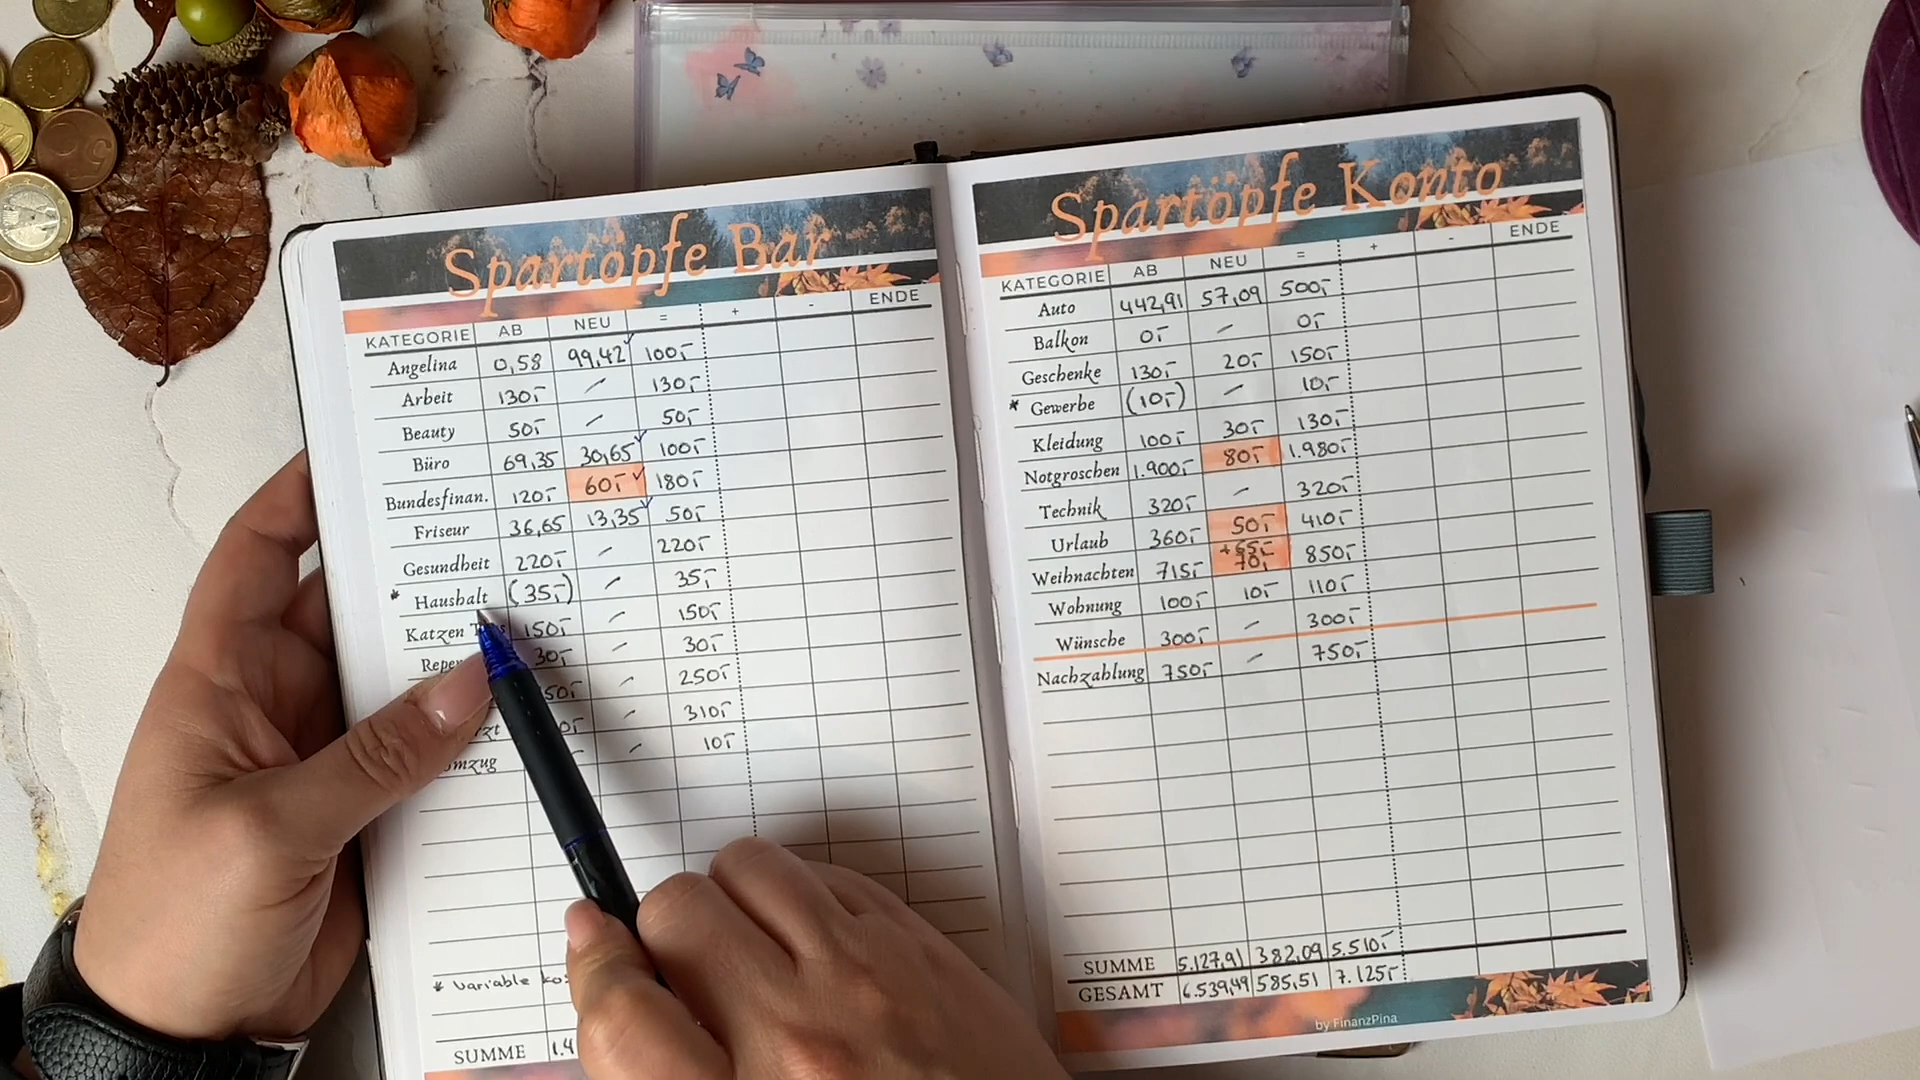 Spartöpfe Bar
KATEGORIE AB NEU = + - ENDE
Angelina 0,58 99,42 100,-
Arbeit 130,- / 130,-
Beauty 50,- / 50,-
Büro 69,35 30,65 100,-
Bundesfinan. 120,- 60,- 180,-
Friseur 36,65 13,35 50,-
Gesundheit 220,- / 220,-
* Haushalt (35,-) / 35,-
Katzen 150,- / 150,-
30,- / 30,-
/ 250,-
/ 310,-
/ 10,-
* variable
SUMME
Spartöpfe Konto
KATEGORIE AB NEU = + - ENDE
Auto 442,91 57,09 500,-
Balkon 0,- / 0,-
Geschenke 130,- 20,- 150,-
* Gewerbe (10,-) / 10,-
Kleidung 100,- 30,- 130,-
Notgroschen 1.900,- 80,- 1.980,-
Technik 320,- / 320,-
Urlaub 360,- 50,- 410,-
Weihnachten 715,- +65,- 70,- 850,-
Wohnung 100,- 10,- 110,-
Wünsche 300,- / 300,-
Nachzahlung 750,- / 750,-
SUMME 5.127,91 382,09 5.510,-
GESAMT 6.539,49 585,51 7.125,-
by FinanzPina